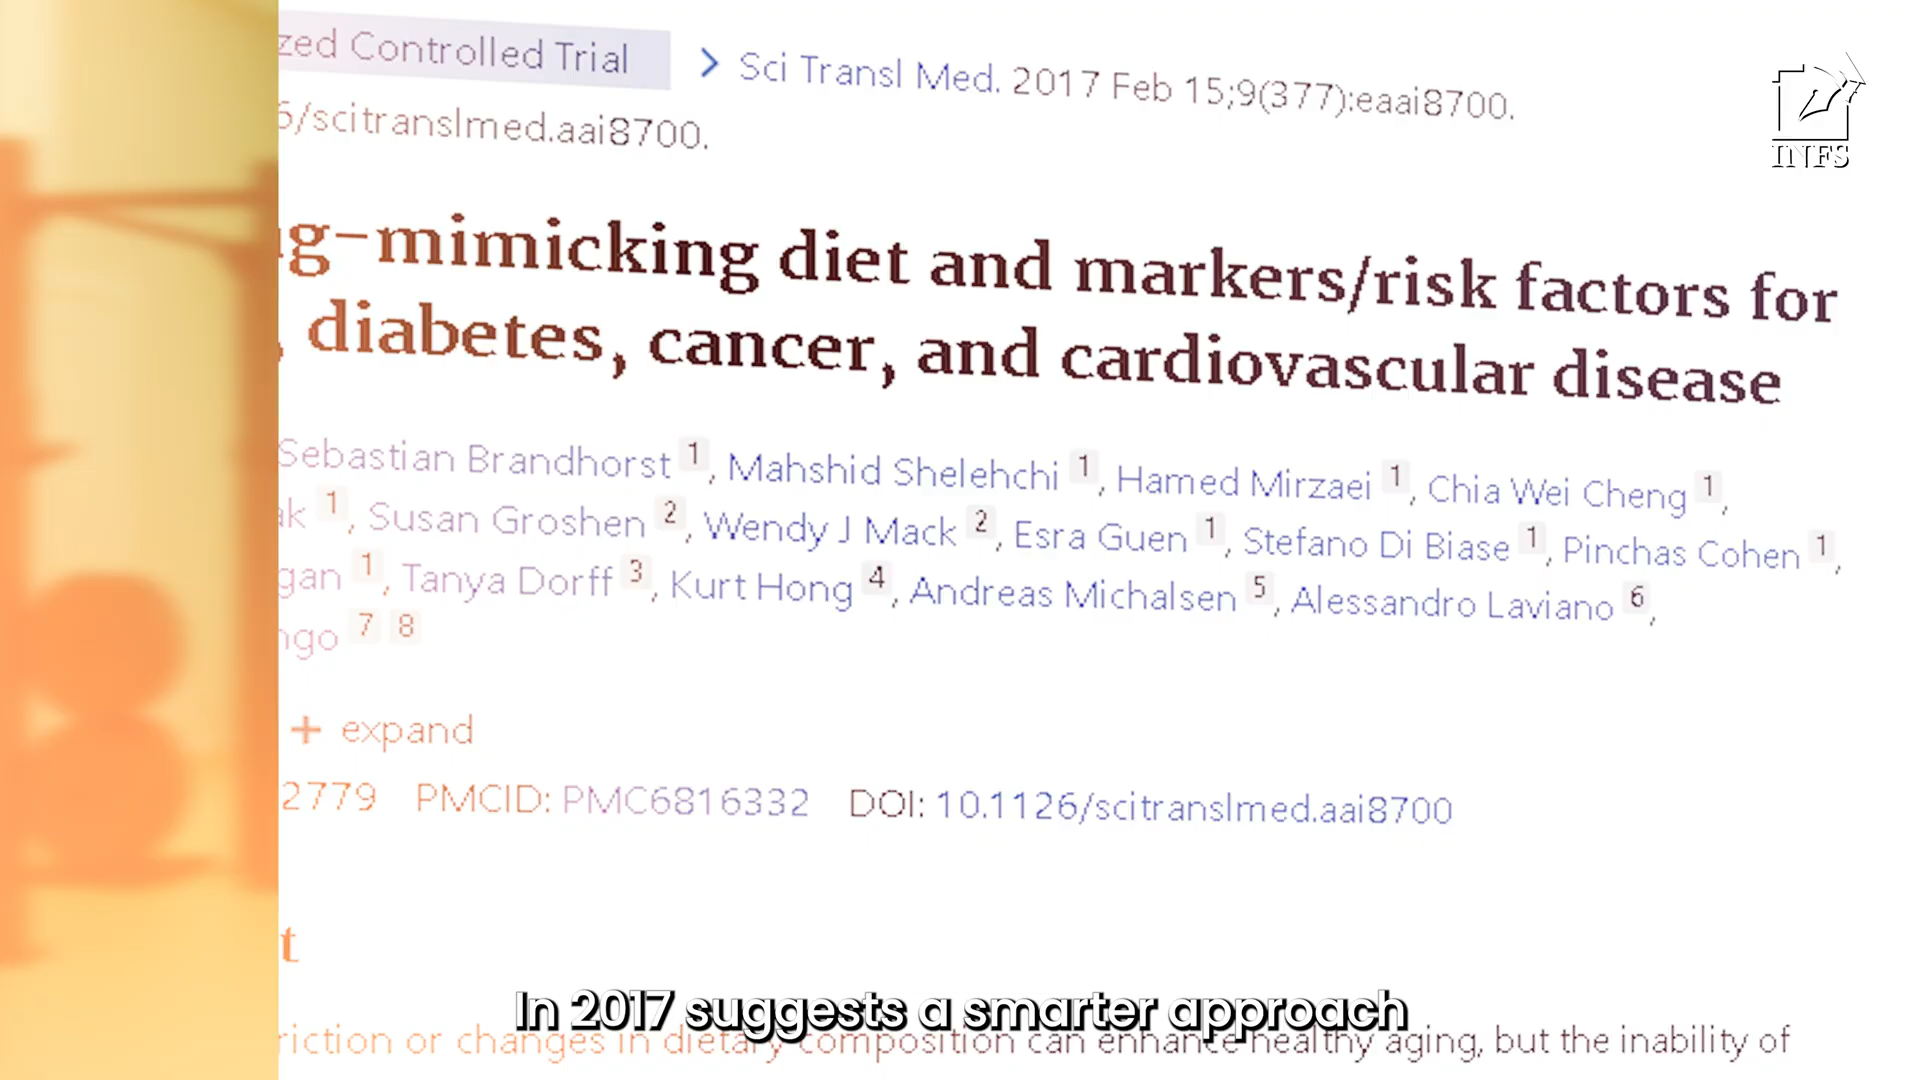 zed Controlled Trial > Sci Transl Med. 2017 Feb 15;9(377):eaai8700.
6/scitranslmed.aai8700.
INFS
g-mimicking diet and markers/risk factors for
, diabetes, cancer, and cardiovascular disease
Sebastian Brandhorst 1, Mahshid Shelehchi 1, Hamed Mirzaei 1, Chia Wei Cheng 1,
ak 1, Susan Groshen 2, Wendy J Mack 2, Esra Guen 1, Stefano Di Biase 1, Pinchas Cohen 1,
gan 1, Tanya Dorff 3, Kurt Hong 4, Andreas Michalsen 5, Alessandro Laviano 6,
ngo 7 8
+ expand
2779 PMCID: PMC6816332 DOI: 10.1126/scitranslmed.aai8700
t
In 2017 suggests a smarter approach
riction or changes in dietary composition can enhance healthy aging, but the inability of